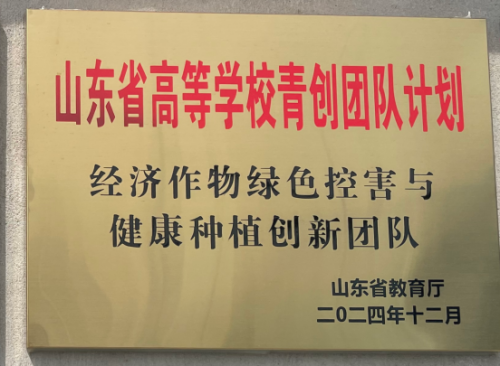 山东省高等学校青创团队计划
经济作物绿色控害与
健康种植创新团队
山东省教育厅
二〇二四年十二月